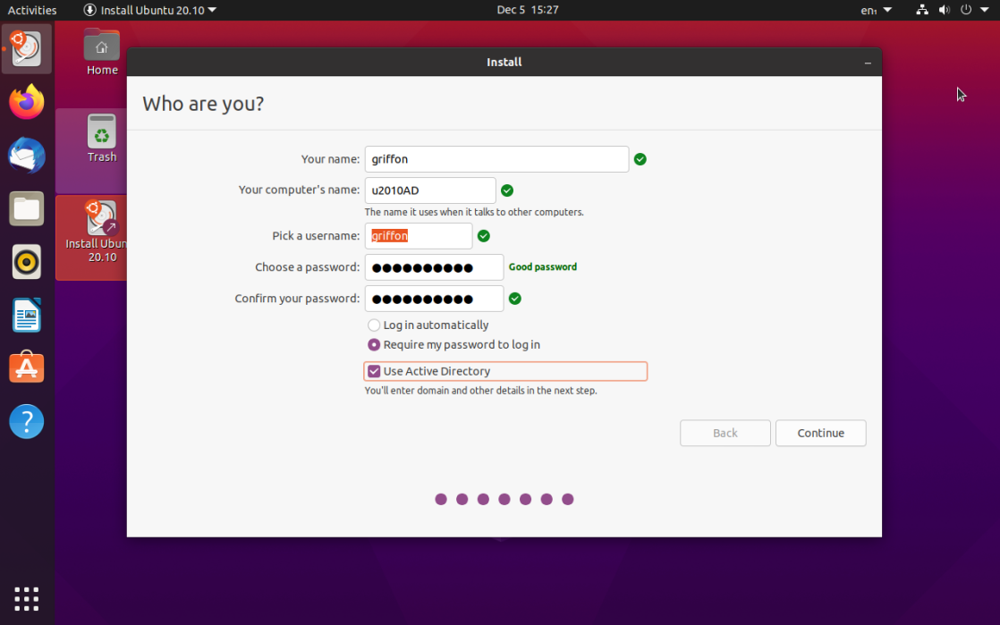 Activities Install Ubuntu 20.10 Dec 5 15:27 en₁
Home
Trash
Install Ubun
20.10
Install
Who are you?
Your name: griffon
Your computer's name: u2010AD
The name it uses when it talks to other computers.
Pick a username: griffon
Choose a password: ●●●●●●●●●● Good password
Confirm your password: ●●●●●●●●●●
Log in automatically
Require my password to log in
Use Active Directory
You'll enter domain and other details in the next step.
Back Continue